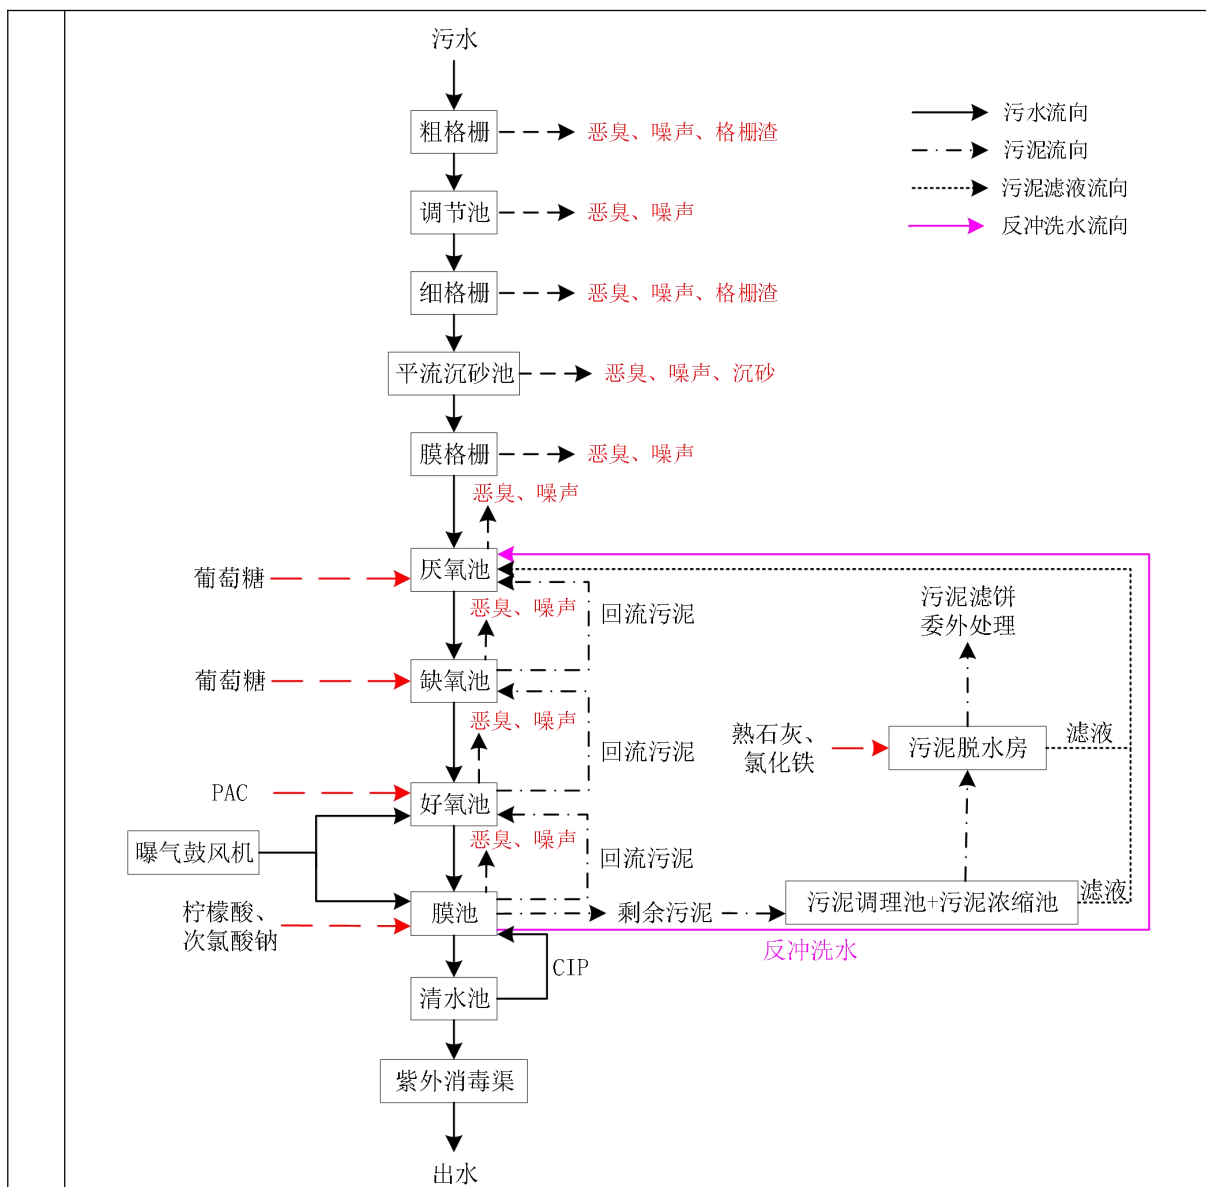 污水
粗格栅
恶臭、噪声、格栅渣
污水流向
污泥流向
污泥滤液流向
反冲洗水流向
调节池
恶臭、噪声
细格栅
恶臭、噪声、格栅渣
平流沉砂池
恶臭、噪声、沉砂
膜格栅
恶臭、噪声
恶臭、噪声
葡萄糖
厌氧池
恶臭、噪声
回流污泥
污泥滤饼
委外处理
葡萄糖
缺氧池
恶臭、噪声
回流污泥
熟石灰、
氯化铁
污泥脱水房
滤液
PAC
好氧池
恶臭、噪声
回流污泥
曝气鼓风机
柠檬酸、
次氯酸钠
膜池
剩余污泥
污泥调理池+污泥浓缩池
滤液
反冲洗水
CIP
清水池
紫外消毒渠
出水